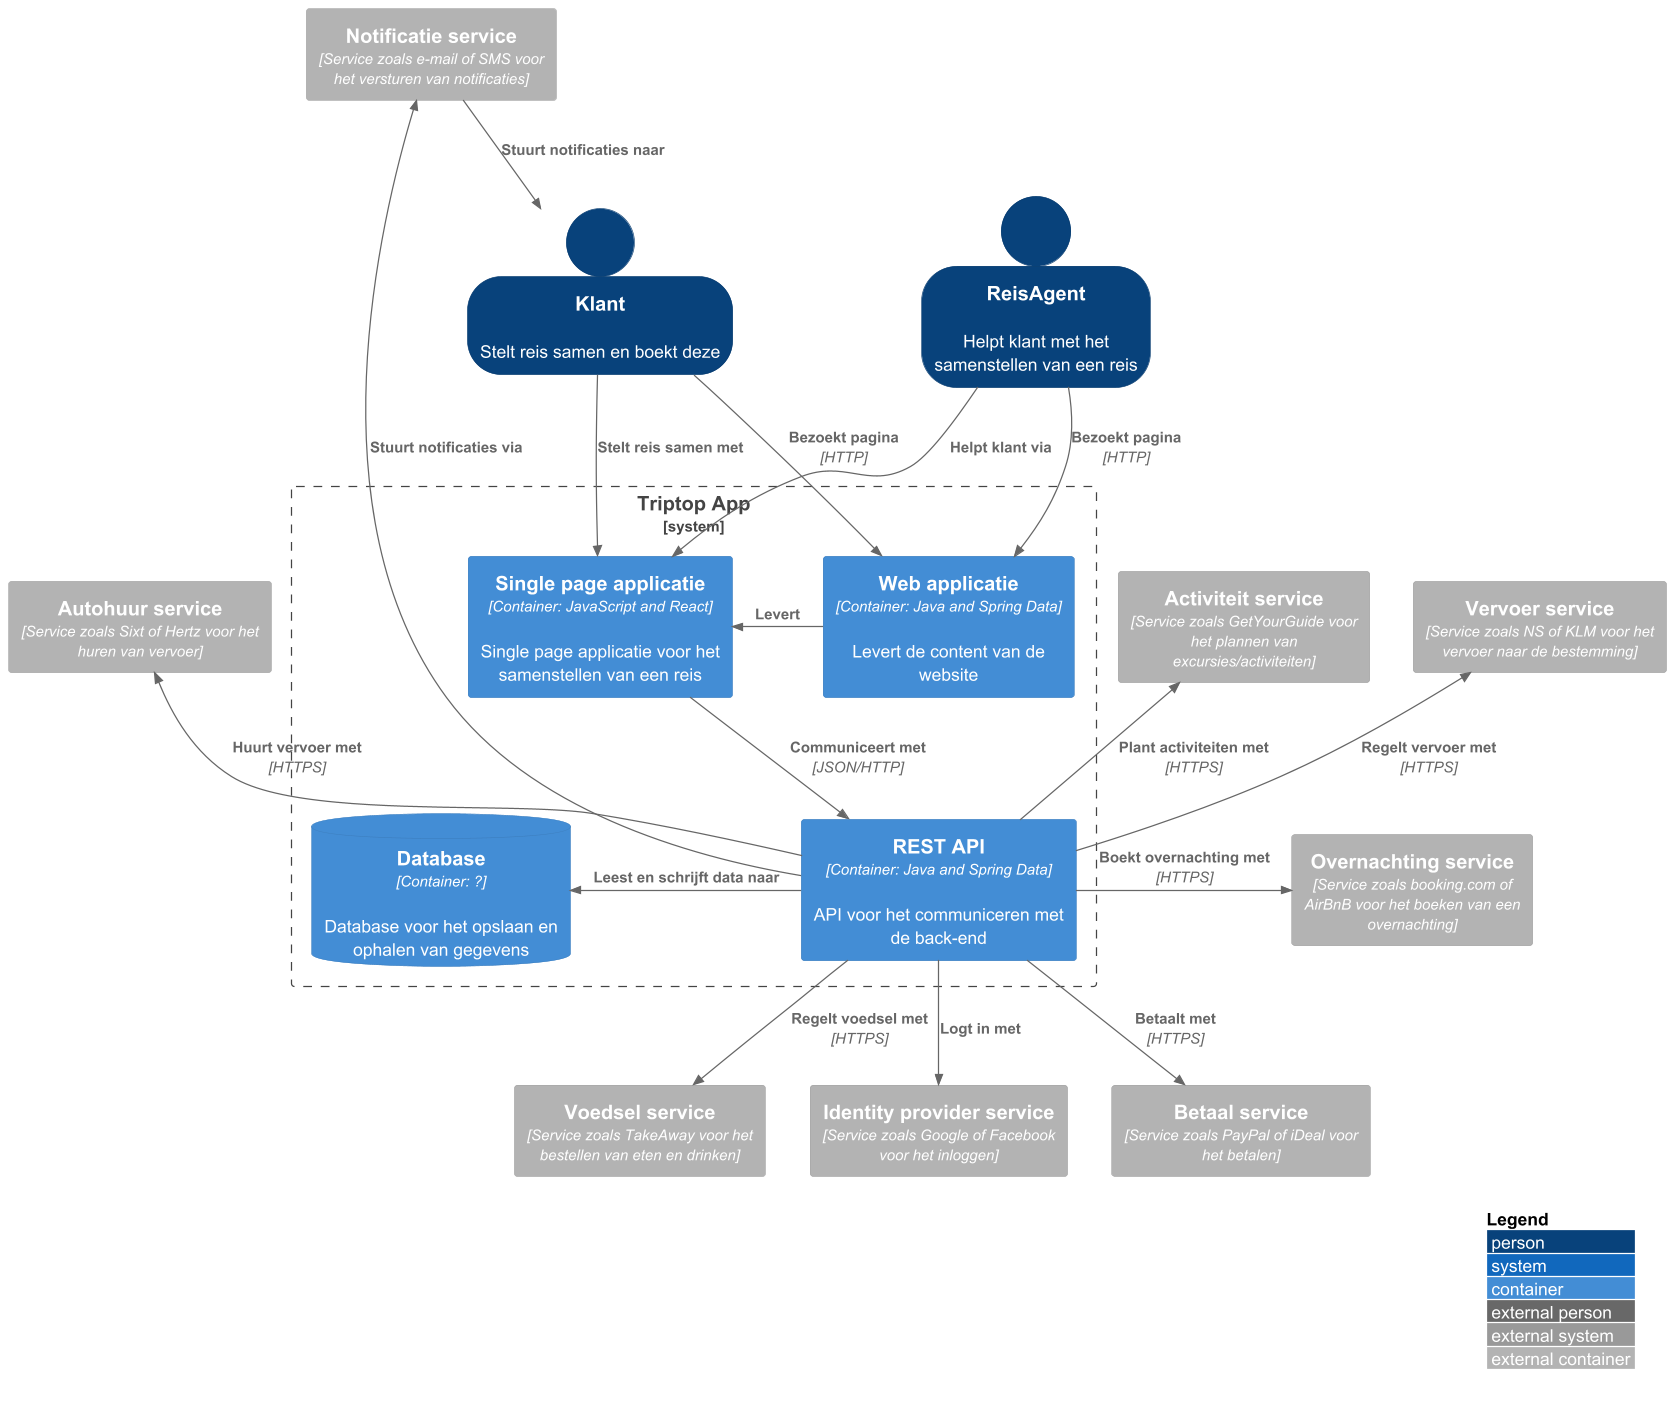 Notificatie service
[Service zoals e-mail of SMS voor
het versturen van notificaties]
Stuurt notificaties naar
Klant
Stelt reis samen en boekt deze
ReisAgent
Helpt klant met het
samenstellen van een reis
Stuurt notificaties via
Stelt reis samen met
Bezoekt pagina
[HTTP]
Helpt klant via
Bezoekt pagina
[HTTP]
Triptop App
[system]
Single page applicatie
[Container: JavaScript and React]
Single page applicatie voor het
samenstellen van een reis
Levert
Web applicatie
[Container: Java and Spring Data]
Levert de content van de
website
Autohuur service
[Service zoals Sixt of Hertz voor het
huren van vervoer]
Activiteit service
[Service zoals GetYourGuide voor
het plannen van
excursies/activiteiten]
Vervoer service
[Service zoals NS of KLM voor het
vervoer naar de bestemming]
Huurt vervoer met
[HTTPS]
Communiceert met
[JSON/HTTP]
Plant activiteiten met
[HTTPS]
Regelt vervoer met
[HTTPS]
Database
[Container: ?]
Database voor het opslaan en
ophalen van gegevens
Leest en schrijft data naar
REST API
[Container: Java and Spring Data]
API voor het communiceren met
de back-end
Boekt overnachting met
[HTTPS]
Overnachting service
[Service zoals booking.com of
AirBnB voor het boeken van een
overnachting]
Regelt voedsel met
[HTTPS]
Logt in met
Betaalt met
[HTTPS]
Voedsel service
[Service zoals TakeAway voor het
bestellen van eten en drinken]
Identity provider service
[Service zoals Google of Facebook
voor het inloggen]
Betaal service
[Service zoals PayPal of iDeal voor
het betalen]
Legend
person
system
container
external person
external system
external container